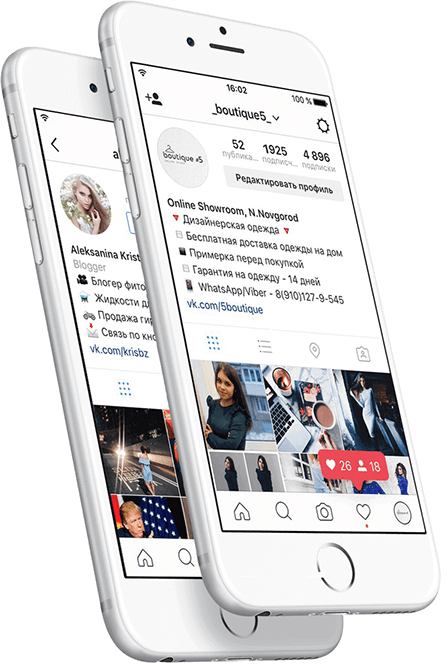 16:02
100 %
_boutique5_
boutique #5
52
1925
4 896
публика...
подписч...
подписки
Редактировать профиль
Online Showroom, N.Novgorod
Дизайнерская одежда
Бесплатная доставка одежды на дом
Примерка перед покупкой
Гарантия на одежду - 14 дней
WhatsApp/Viber - 8(910)127-9-545
vk.com/5boutique
26
18
Aleksanina Krist
Blogger
Блогер фито
Жидкости д
Продажа ги
Связь по кно
vk.com/krisbz